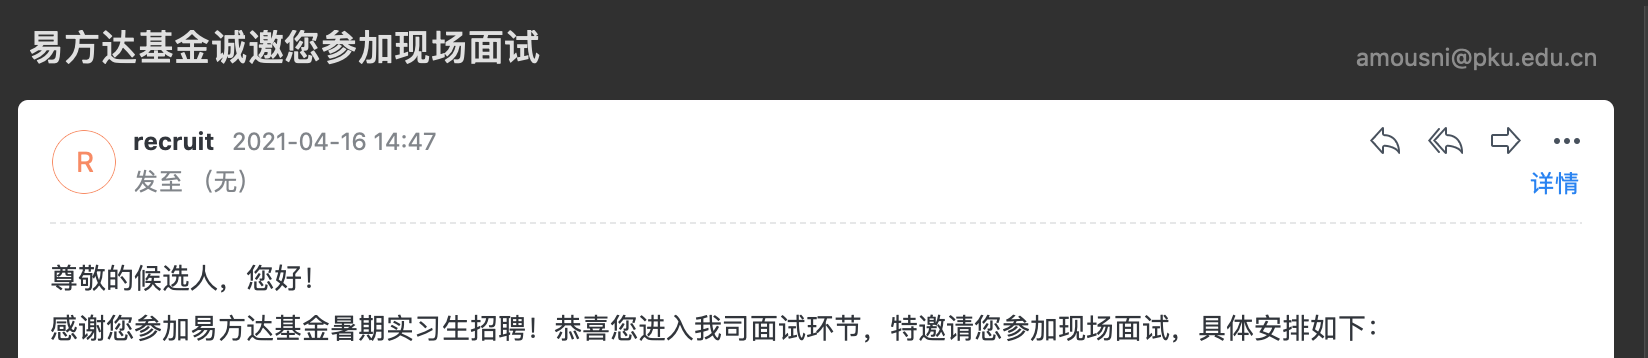 易方达基金诚邀您参加现场面试
amousni@pku.edu.cn
R
recruit 2021-04-16 14:47
发至 （无）
详情
尊敬的候选人，您好！
感谢您参加易方达基金暑期实习生招聘！恭喜您进入我司面试环节，特邀请您参加现场面试，具体安排如下：